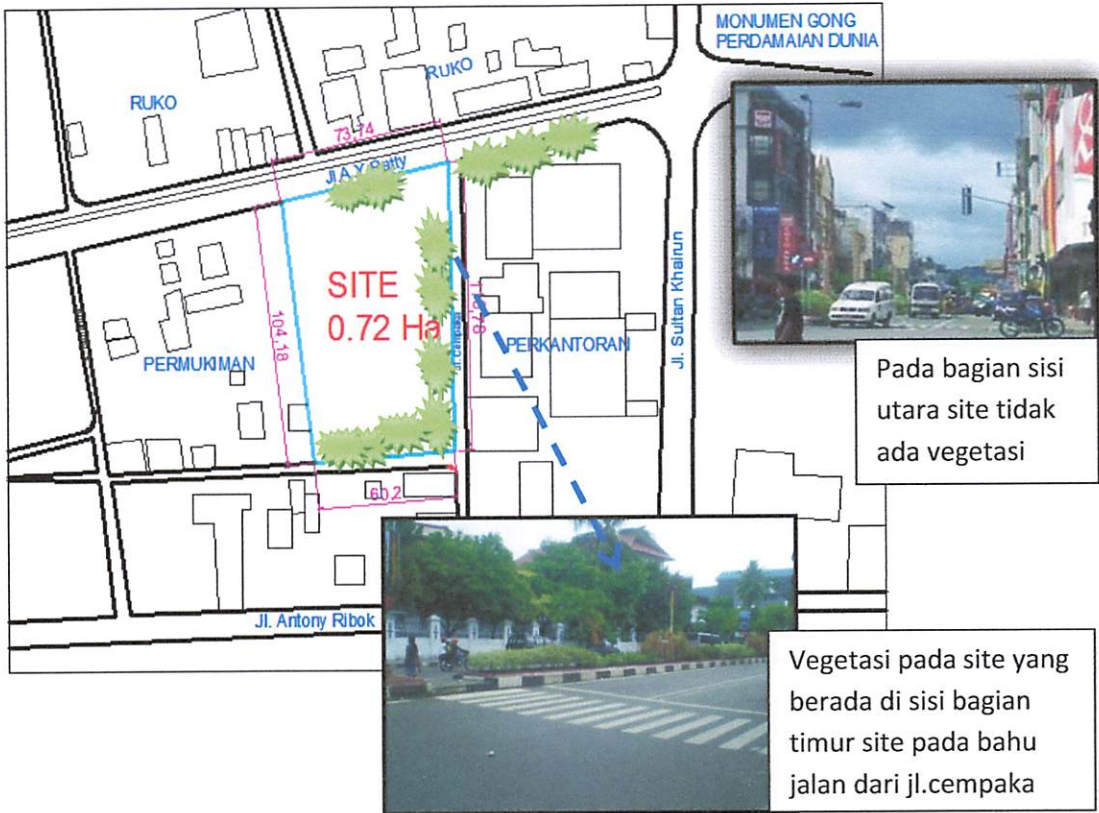 MONUMEN GONG
PERDAMAIAN DUNIA
RUKO
RUKO
73,74
Jl A.Y. Patty
SITE
0.72 Ha
104,18
PERMUKIMAN
PERKANTORAN
Jl. Sultan Khairun
60,2
Jl. Antony Ribok
Pada bagian sisi
utara site tidak
ada vegetasi
Vegetasi pada site yang
berada di sisi bagian
timur site pada bahu
jalan dari jl.cempaka